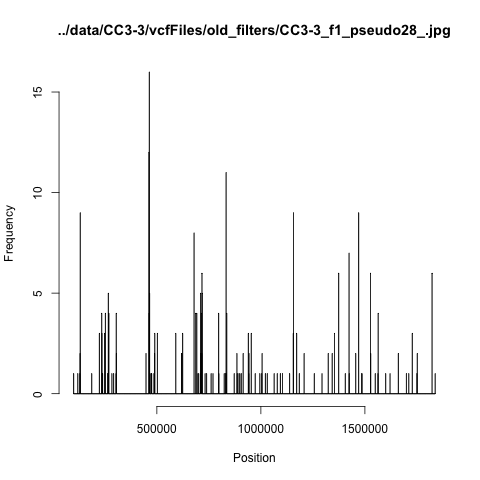 ../data/CC3-3/vcfFiles/old_filters/CC3-3_f1_pseudo28_.jpg
15
10
5
0
Frequency
500000 1000000 1500000
Position